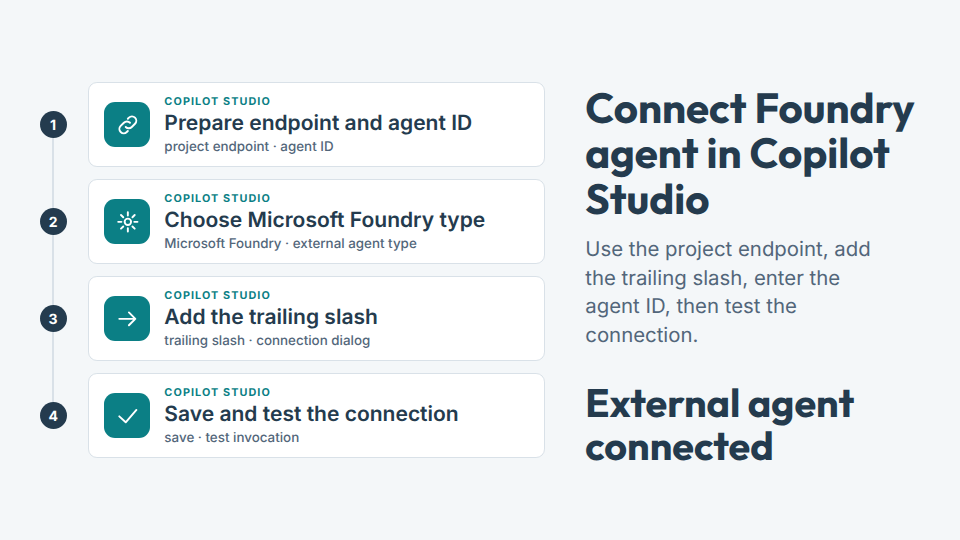 1
COPILOT STUDIO
Prepare endpoint and agent ID
project endpoint · agent ID
2
COPILOT STUDIO
Choose Microsoft Foundry type
Microsoft Foundry · external agent type
3
COPILOT STUDIO
Add the trailing slash
trailing slash · connection dialog
4
COPILOT STUDIO
Save and test the connection
save · test invocation
Connect Foundry
agent in Copilot
Studio
Use the project endpoint, add
the trailing slash, enter the
agent ID, then test the
connection.
External agent
connected